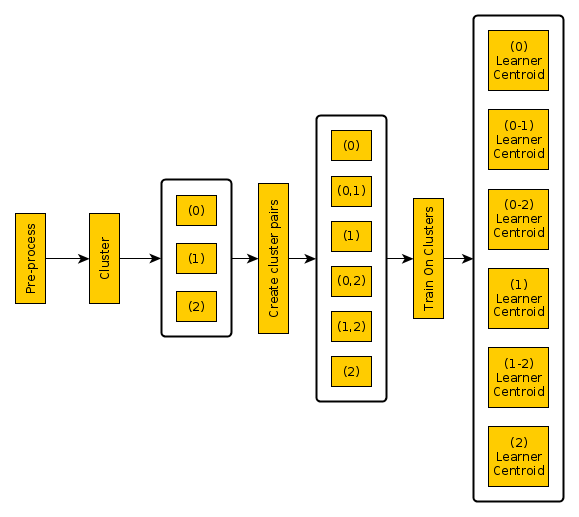 Pre-process
Cluster
(0)
(1)
(2)
Create cluster pairs
(0)
(0,1)
(1)
(0,2)
(1,2)
(2)
Train On Clusters
(0)
Learner
Centroid
(0-1)
Learner
Centroid
(0-2)
Learner
Centroid
(1)
Learner
Centroid
(1-2)
Learner
Centroid
(2)
Learner
Centroid